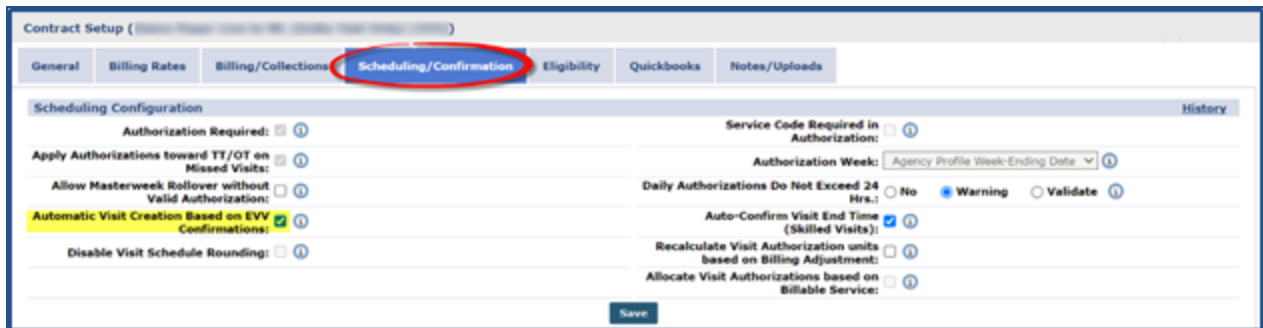 Contract Setup ( )
General Billing Rates Billing/Collections Scheduling/Confirmation Eligibility Quickbooks Notes/Uploads
Scheduling Configuration History
Authorization Required:
Service Code Required in
Authorization:
Apply Authorizations toward TT/OT on
Missed Visits:
Authorization Week: Agency Profile Week-Ending Date
Allow Masterweek Rollover without
Valid Authorization:
Daily Authorizations Do Not Exceed 24
Hrs.: No Warning Validate
Automatic Visit Creation Based on EVV
Confirmations:
Auto-Confirm Visit End Time
(Skilled Visits):
Disable Visit Schedule Rounding:
Recalculate Visit Authorization units
based on Billing Adjustment:
Allocate Visit Authorizations based on
Billable Service:
Save